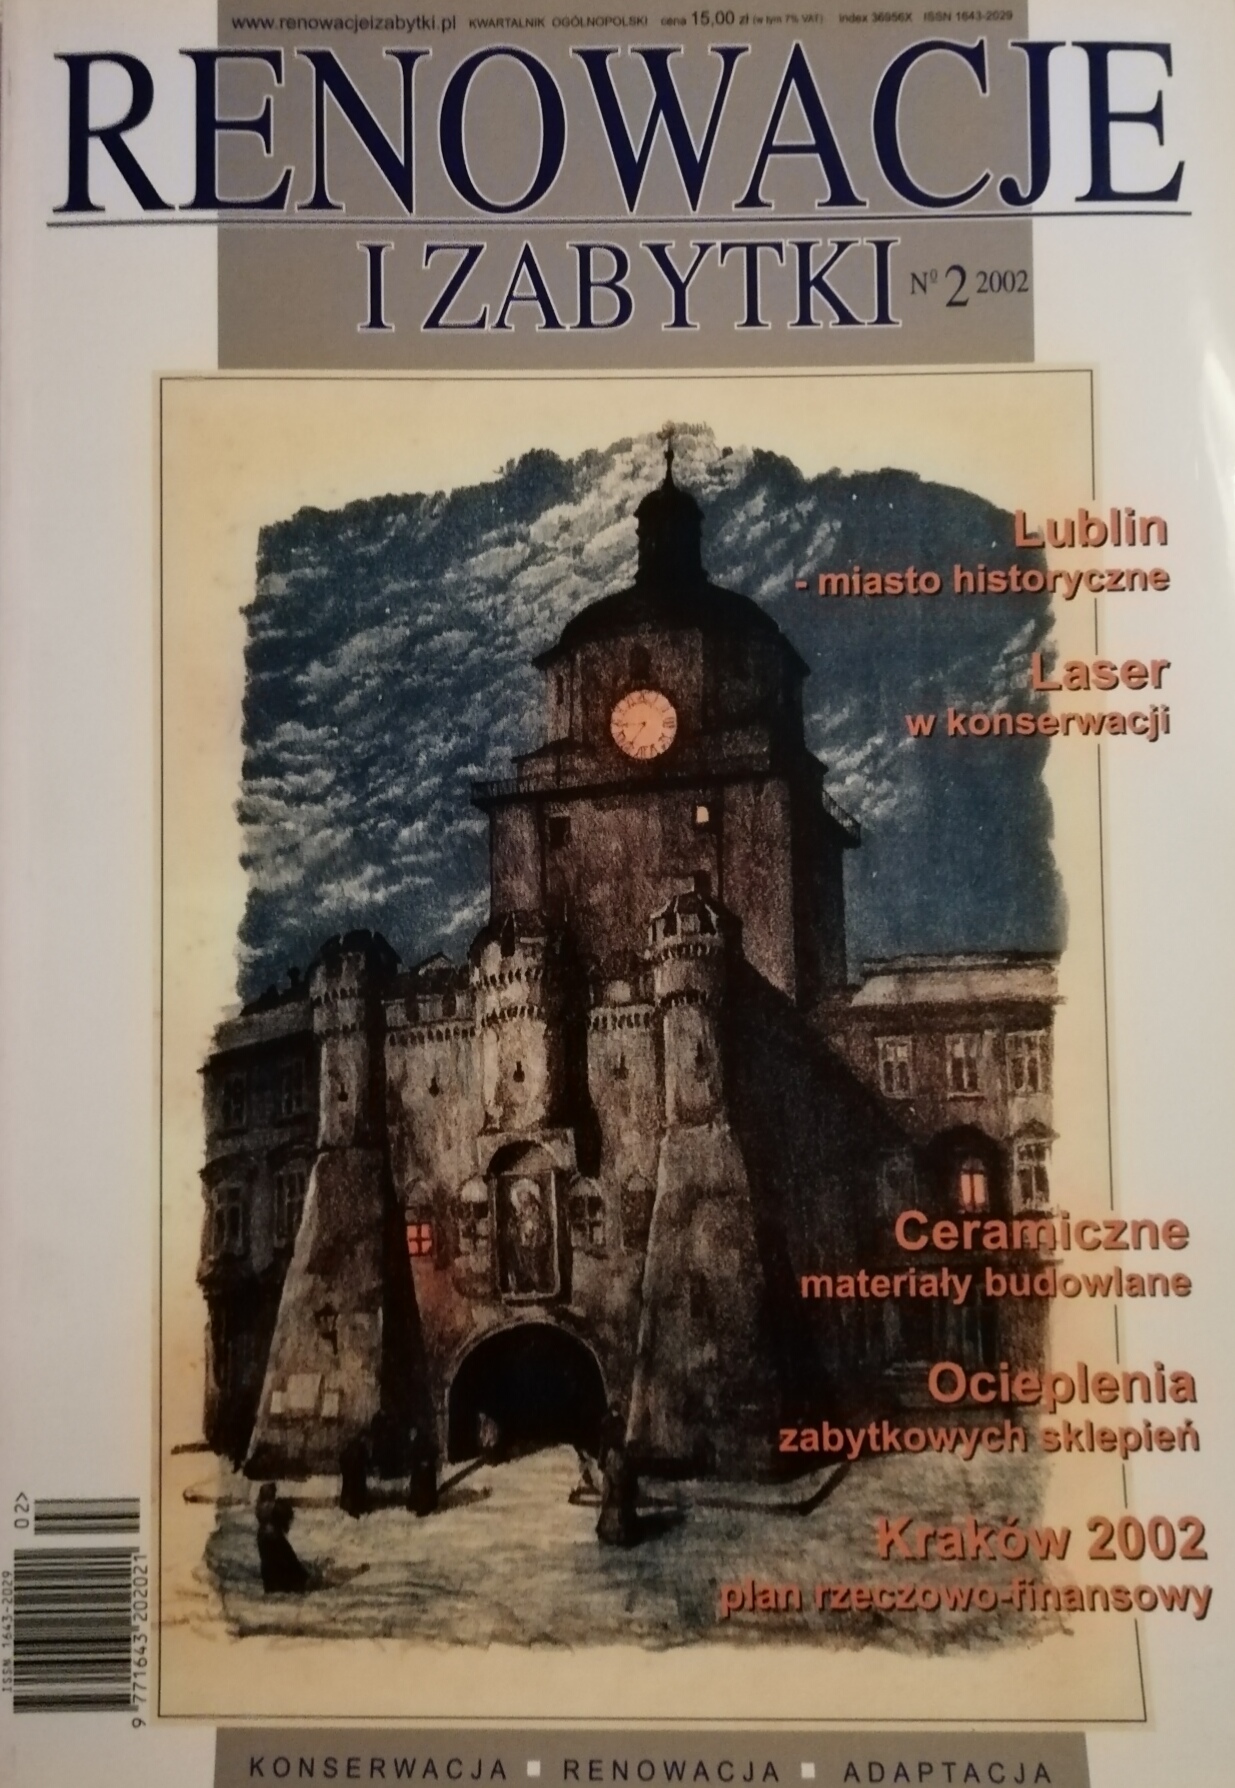 www.renowacjeizabytki.pl KWARTALNIK OGÓLNOPOLSKI cena 15,00 zł (w tym 7% VAT) index 36956X ISSN 1643-2029
RENOWACJE
I ZABYTKI Nº 2 2002
Lublin
- miasto historyczne
Laser
w konserwacji
Ceramiczne
materiały budowlane
Ocieplenia
zabytkowych sklepień
Kraków 2002
plan rzeczowo-finansowy
02>
ISSN 1643-2029
9 771643 202021
KONSERWACJA ■ RENOWACJA ■ ADAPTACJA